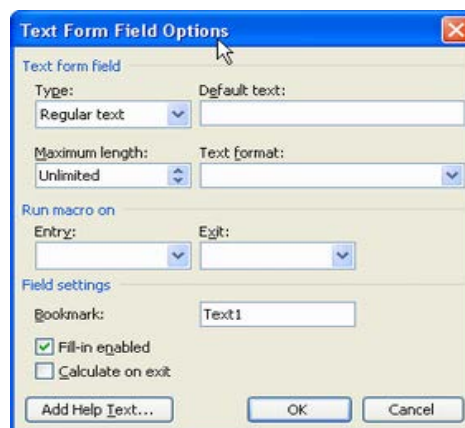 Text Form Field Options
Text form field
Type: Default text:
Regular text
Maximum length: Text format:
Unlimited
Run macro on
Entry: Exit:
Field settings
Bookmark: Text1
Fill-in enabled
Calculate on exit
Add Help Text... OK Cancel